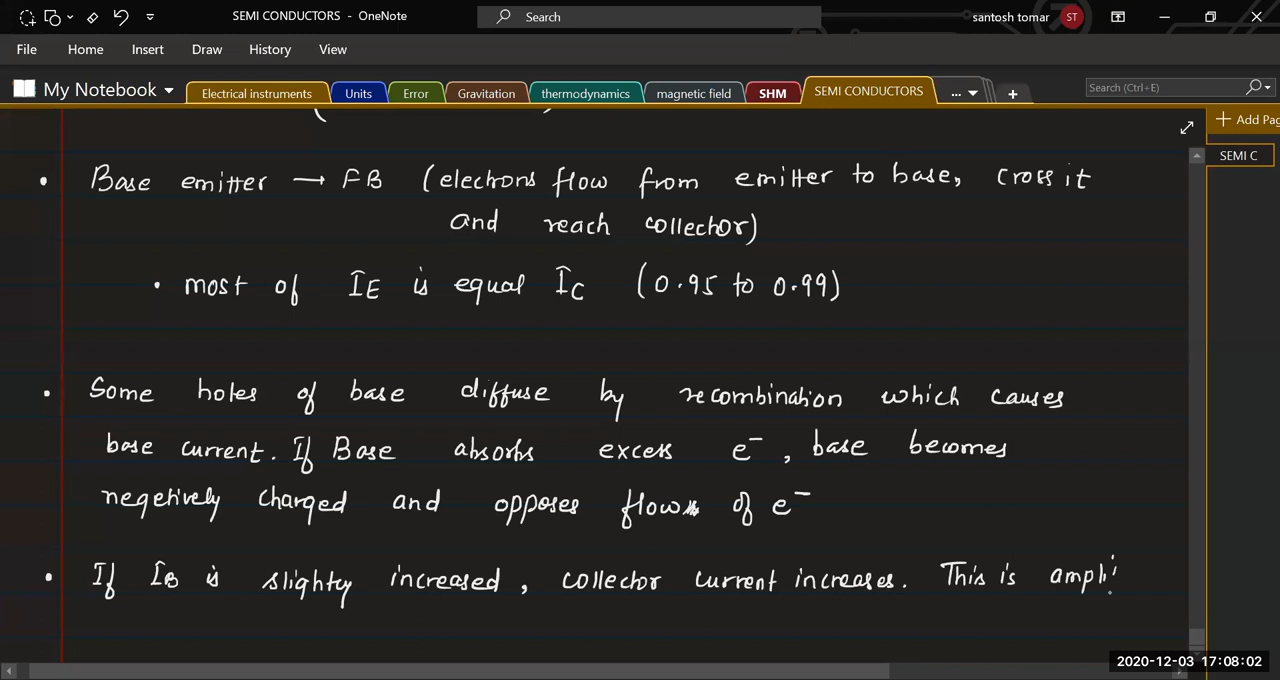 SEMI CONDUCTORS - OneNote
Search
santosh tomar
ST
File Home Insert Draw History View
My Notebook
Electrical instruments Units Error Gravitation thermodynamics magnetic field SHM SEMI CONDUCTORS ... +
Search (Ctrl+E)
+ Add Pag
SEMI C
• Base emitter → FB (electrons flow from emitter to base, cross it
and reach collector)
• most of IE is equal IC (0.95 to 0.99)
• Some holes of base diffuse by recombination which causes
base current. If Base absorbs excess e⁻, base becomes
negetively charged and opposes flow of e⁻
• If IB is slighty increased, collector current increases. This is ampli
2020-12-03 17:08:02